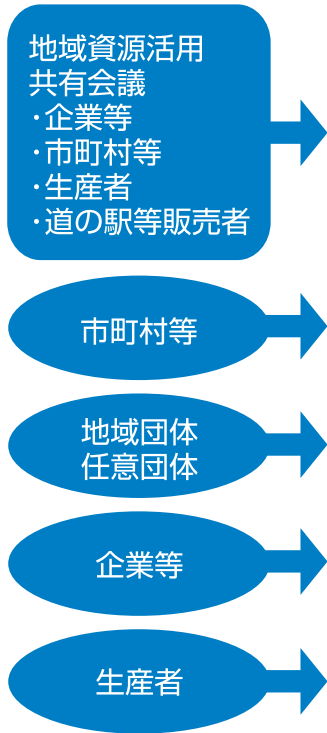 地域資源活用
共有会議
・企業等
・市町村等
・生産者
・道の駅等販売者
市町村等
地域団体
任意団体
企業等
生産者